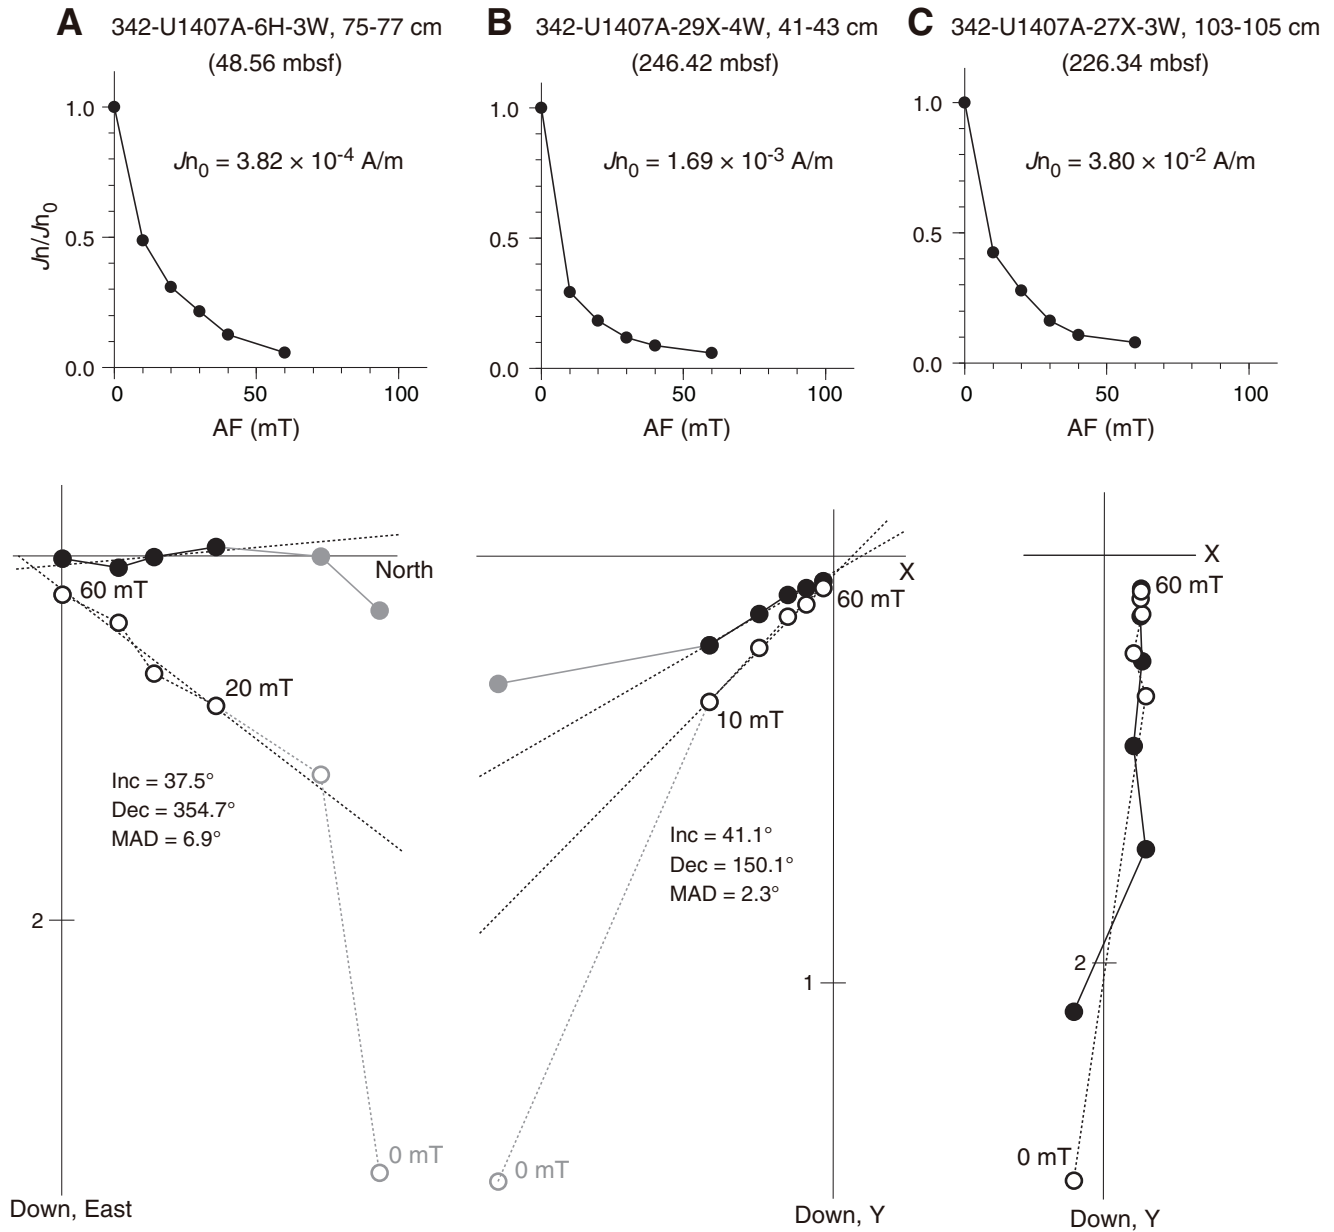 A 342-U1407A-6H-3W, 75-77 cm
(48.56 mbsf)
1.0
Jn₀ = 3.82 × 10⁻⁴ A/m
Jn/Jn₀
0.5
0.0
0 50 100
AF (mT)
B 342-U1407A-29X-4W, 41-43 cm
(246.42 mbsf)
1.0
Jn₀ = 1.69 × 10⁻³ A/m
0.5
0.0
0 50 100
AF (mT)
C 342-U1407A-27X-3W, 103-105 cm
(226.34 mbsf)
1.0
Jn₀ = 3.80 × 10⁻² A/m
0.5
0.0
0 50 100
AF (mT)
North
60 mT
20 mT
Inc = 37.5°
Dec = 354.7°
MAD = 6.9°
2
0 mT
Down, East
X
60 mT
10 mT
Inc = 41.1°
Dec = 150.1°
MAD = 2.3°
1
0 mT
Down, Y
X
60 mT
2
0 mT
Down, Y